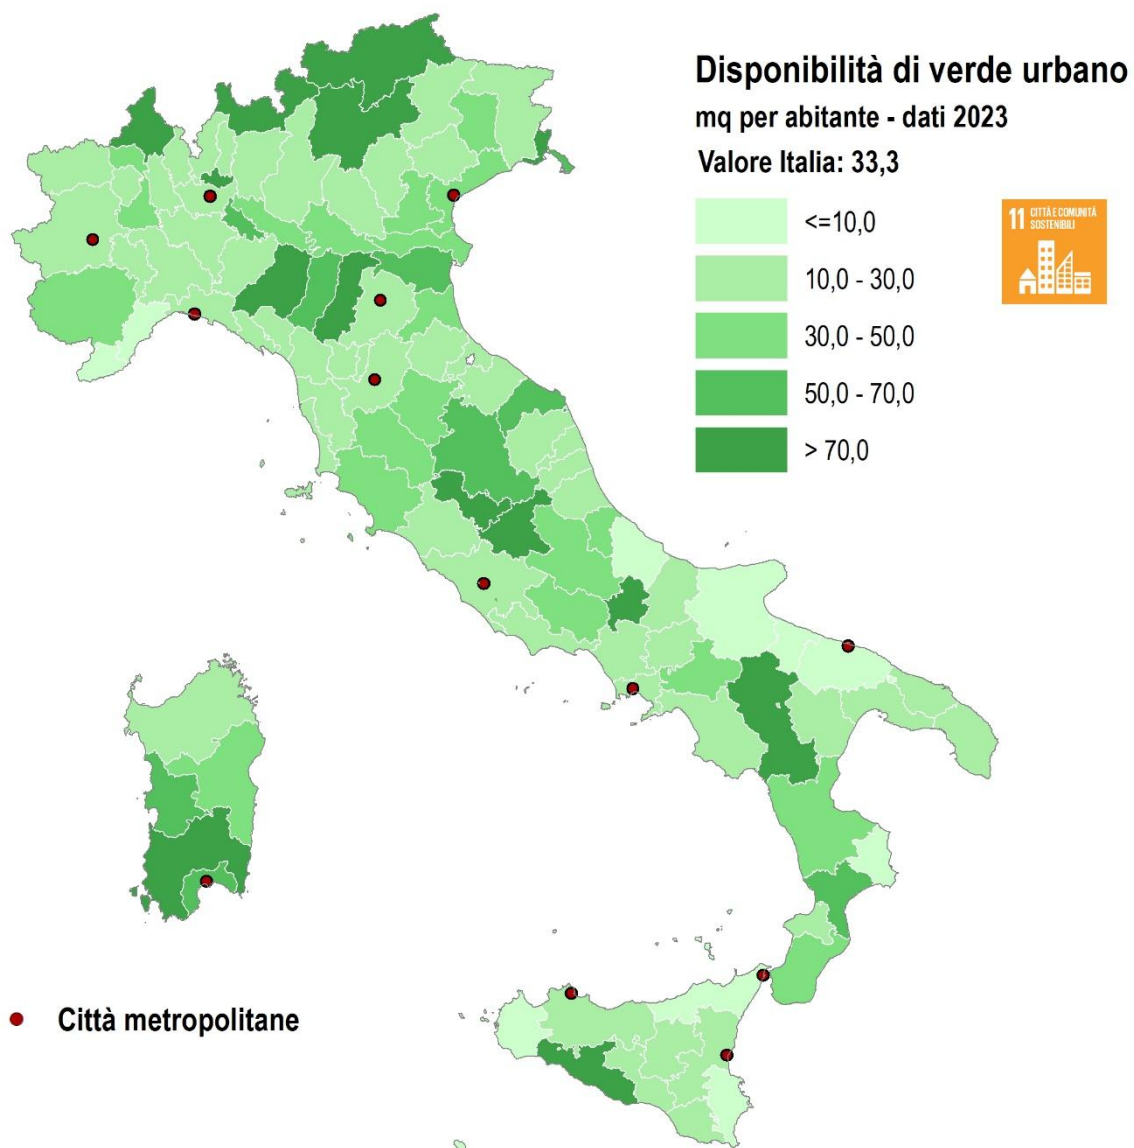 Disponibilità di verde urbano
mq per abitante - dati 2023
Valore Italia: 33,3
<=10,0
10,0 - 30,0
30,0 - 50,0
50,0 - 70,0
> 70,0
11 CITTÀ E COMUNITÀ
SOSTENIBILI
Città metropolitane